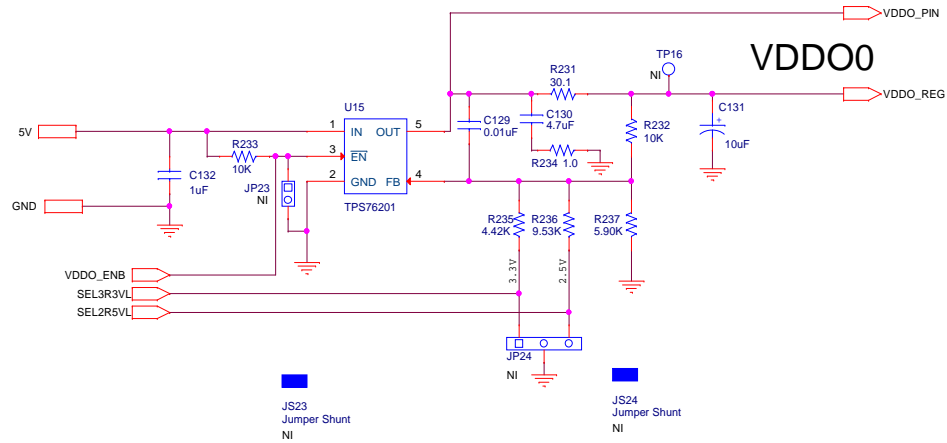 VDDO_PIN
VDDO0
TP16
NI
VDDO_REG
R231
30.1
U15
5V
1 IN OUT 5
C129
0.01uF
C130
4.7uF
R232
10K
C131
+
10uF
R233
10K
3 EN
R234 1.0
C132
1uF
JP23
NI
2 GND FB 4
TPS76201
GND
R235
4.42K
R236
9.53K
R237
5.90K
3.3V
2.5V
VDDO_ENB
SEL3R3VL
SEL2R5VL
JP24
NI
JS23
Jumper Shunt
NI
JS24
Jumper Shunt
NI